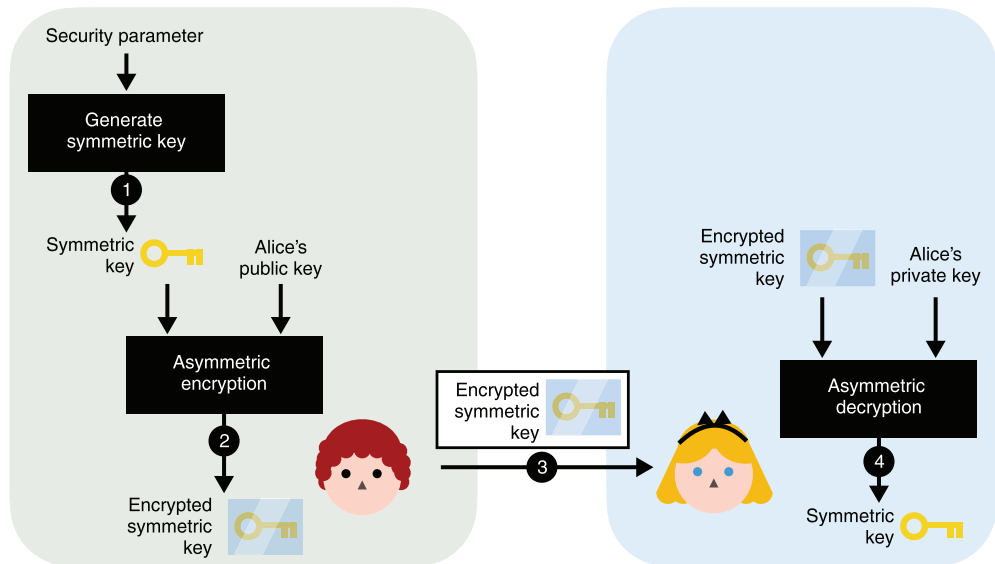 Security parameter
Generate
symmetric key
1
Symmetric
key
Alice’s
public key
Asymmetric
encryption
2
Encrypted
symmetric
key
Encrypted
symmetric
key
3
Encrypted
symmetric
key
Alice’s
private key
Asymmetric
decryption
4
Symmetric
key